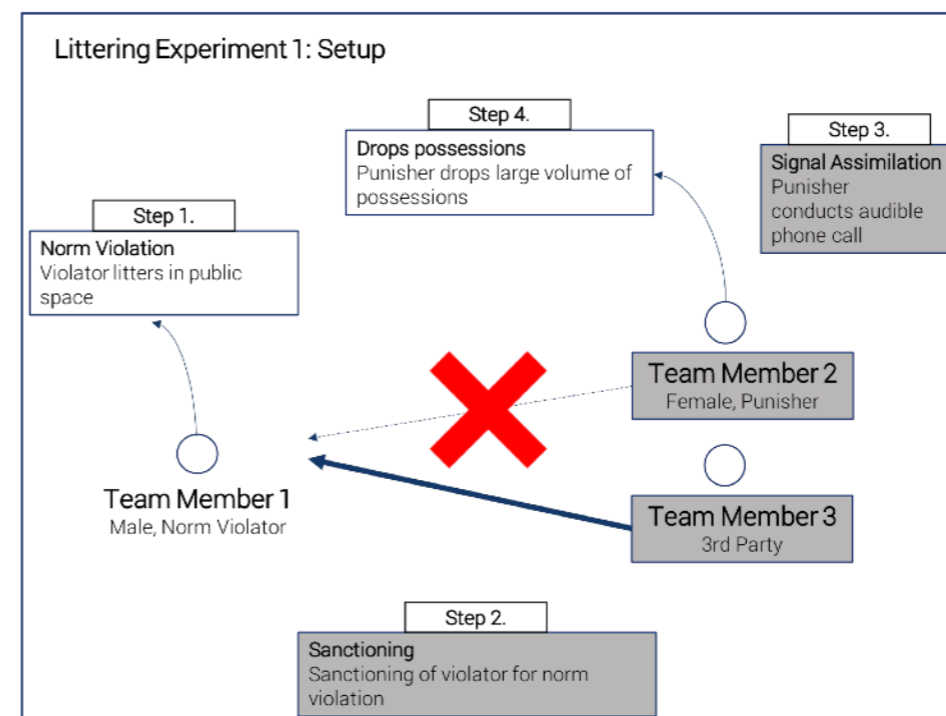 Littering Experiment 1: Setup
Step 4.
Drops possessions
Punisher drops large volume of
possessions
Step 3.
Signal Assimilation
Punisher
conducts audible
phone call
Step 1.
Norm Violation
Violator litters in public
space
Team Member 2
Female, Punisher
Team Member 1
Male, Norm Violator
Team Member 3
3rd Party
Step 2.
Sanctioning
Sanctioning of violator for norm
violation